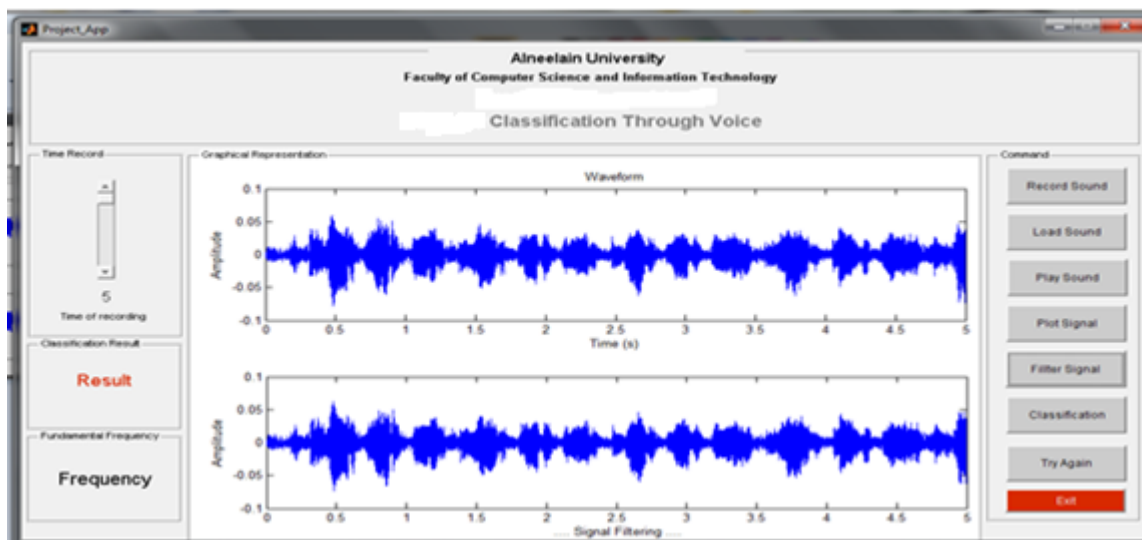 Project_App
Alneelain University
Faculty of Computer Science and Information Technology
Classification Through Voice
Time Record
5
Time of recording
Classification Result
Result
Fundamental Frequency
Frequency
Graphical Representation
Waveform
Amplitude
0.1
0.05
0
-0.05
-0.1
0 0.5 1 1.5 2 2.5 3 3.5 4 4.5 5
Time (s)
Amplitude
0.1
0.05
0
-0.05
-0.1
0 0.5 1 1.5 2 2.5 3 3.5 4 4.5 5
.... Signal Filtering ....
Command
Record Sound
Load Sound
Play Sound
Plot Signal
Fillter Signal
Classification
Try Again
Exit